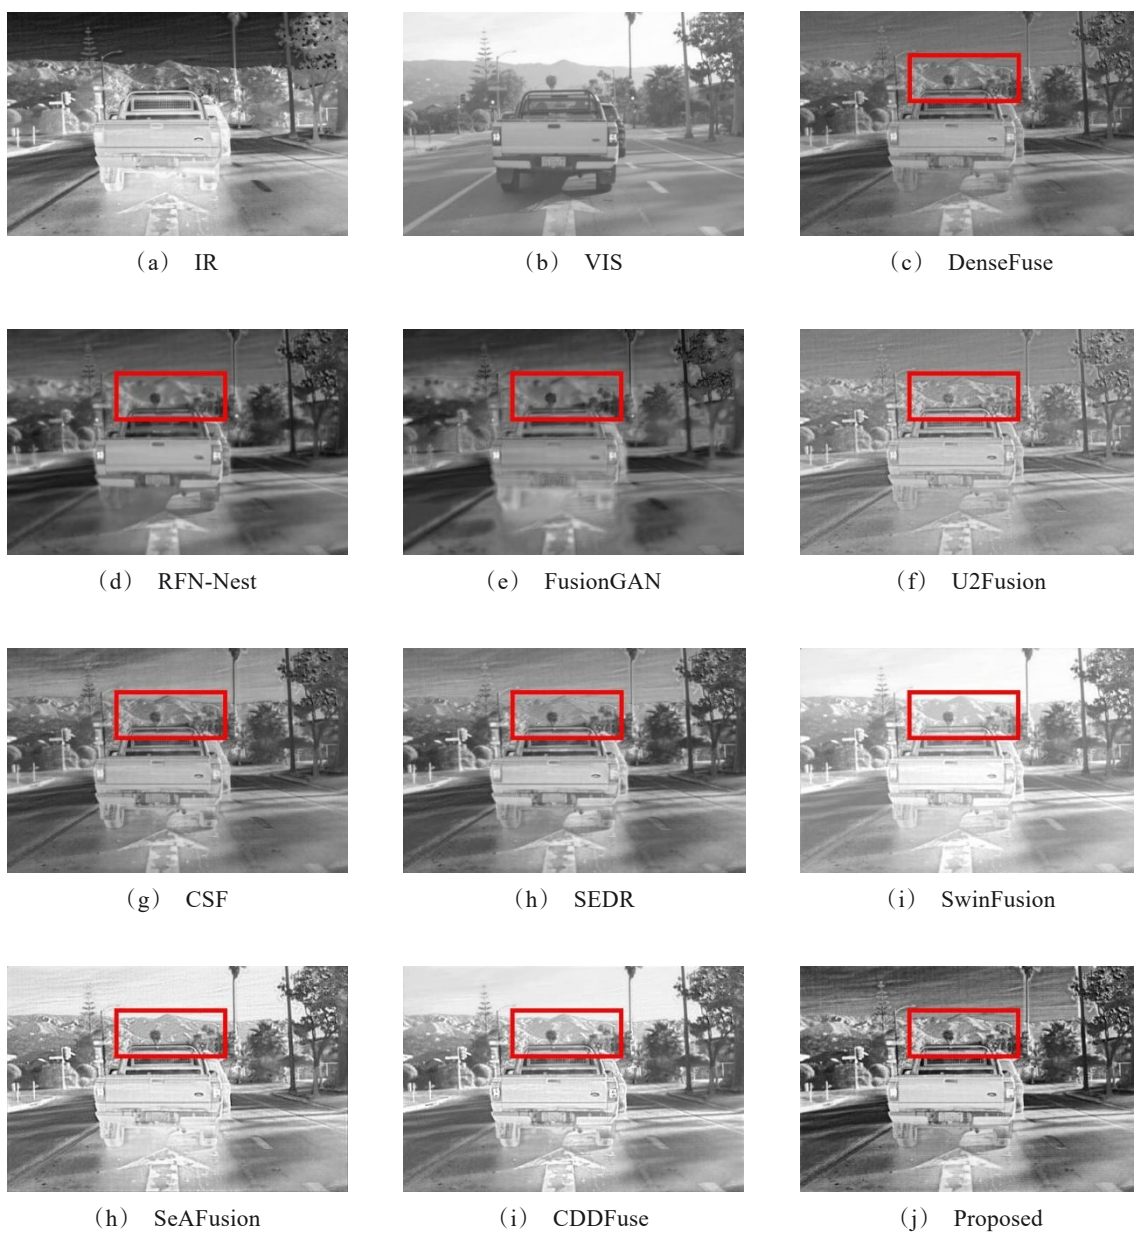 （a） IR
（b） VIS
（c） DenseFuse
（d） RFN-Nest
（e） FusionGAN
（f） U2Fusion
（g） CSF
（h） SEDR
（i） SwinFusion
（h） SeAFusion
（i） CDDFuse
（j） Proposed